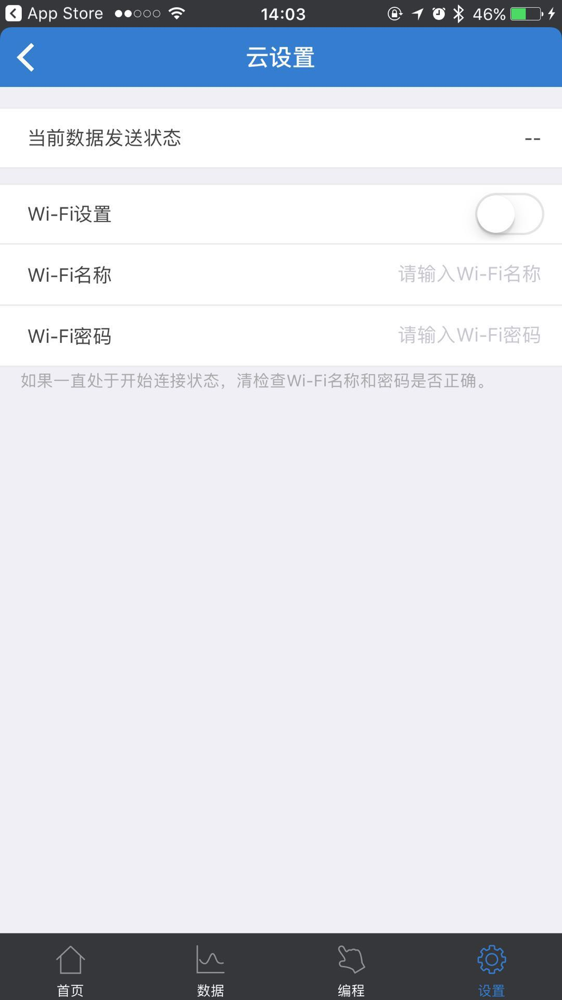 App Store 14:03 46%
云设置
当前数据发送状态 --
Wi-Fi设置
Wi-Fi名称 请输入Wi-Fi名称
Wi-Fi密码 请输入Wi-Fi密码
如果一直处于开始连接状态，清检查Wi-Fi名称和密码是否正确。
首页 数据 编程 设置